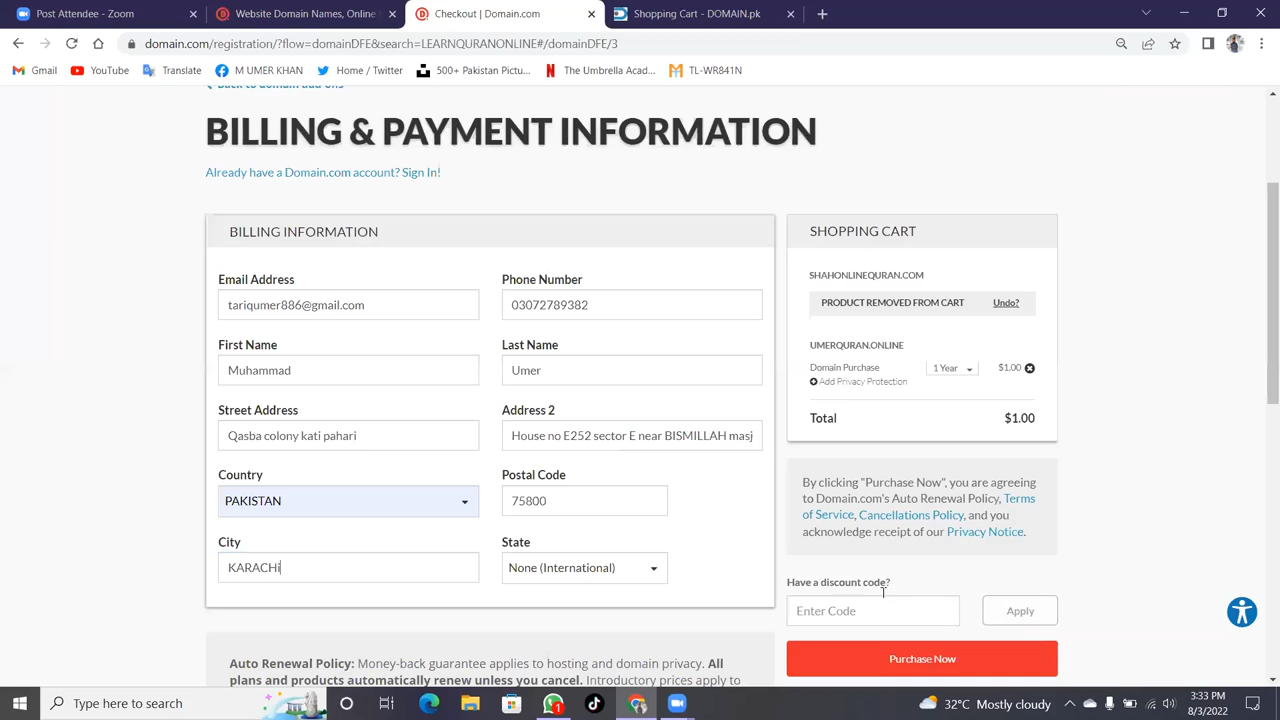 Post Attendee - Zoom
Checkout | Domain.com
Shopping Cart - DOMAIN.pk
domain.com/registration/?flow=domainDFE&search=LEARNQURANONLINE#/domainDFE/3
Gmail
YouTube
Translate
M UMER KHAN
Home / Twitter
500+ Pakistan Pictu...
The Umbrella Acad...
TL-WR841N
Back to domain add-ons
BILLING & PAYMENT INFORMATION
Already have a Domain.com account? Sign In!
BILLING INFORMATION
Email Address
Phone Number
tariqumer886@gmail.com
03072789382
First Name
Last Name
Muhammad
Umer
Street Address
Address 2
Qasba colony kati pahari
House no E252 sector E near BISMILLAH masj
Country
Postal Code
PAKISTAN
75800
City
State
KARACHi
None (International)
Auto Renewal Policy: Money-back guarantee applies to hosting and domain privacy. All
plans and products automatically renew unless you cancel. Introductory prices apply to
SHOPPING CART
SHAHONLINEQURAN.COM
PRODUCT REMOVED FROM CART Undo?
UMERQURAN.ONLINE
Domain Purchase 1 Year $1.00
Add Privacy Protection
Total $1.00
By clicking "Purchase Now", you are agreeing
to Domain.com's Auto Renewal Policy, Terms
of Service, Cancellations Policy, and you
acknowledge receipt of our Privacy Notice.
Have a discount code?
Enter Code
Apply
Purchase Now
Type here to search
1
32°C Mostly cloudy
3:33 PM
8/3/2022